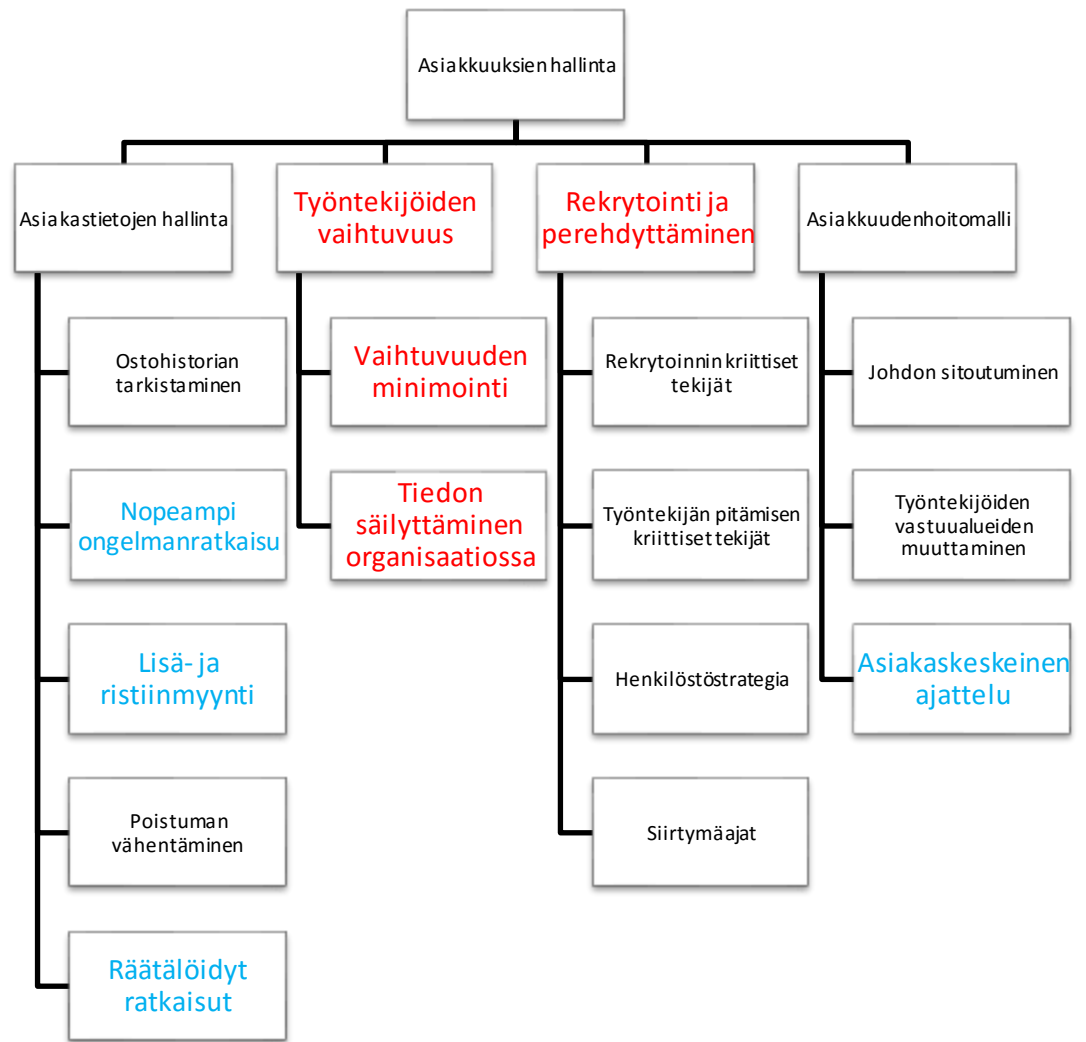 Asiakkuuksien hallinta
Asiakastietojen hallinta
Työntekijöiden
vaihtuvuus
Rekrytointi ja
perehdyttäminen
Asiakkuudenhoitomalli
Ostohistorian
tarkistaminen
Nopeampi
ongelmanratkaisu
Lisä- ja
ristiinmyynti
Poistuman
vähentäminen
Räätälöidyt
ratkaisut
Vaihtuvuuden
minimointi
Tiedon
säilyttäminen
organisaatiossa
Rekrytoinnin kriittiset
tekijät
Työntekijän pitämisen
kriittiset tekijät
Henkilöstöstrategia
Siirtymäajat
Johdon sitoutuminen
Työntekijöiden
vastuualueiden
muuttaminen
Asiakaskeskeinen
ajattelu